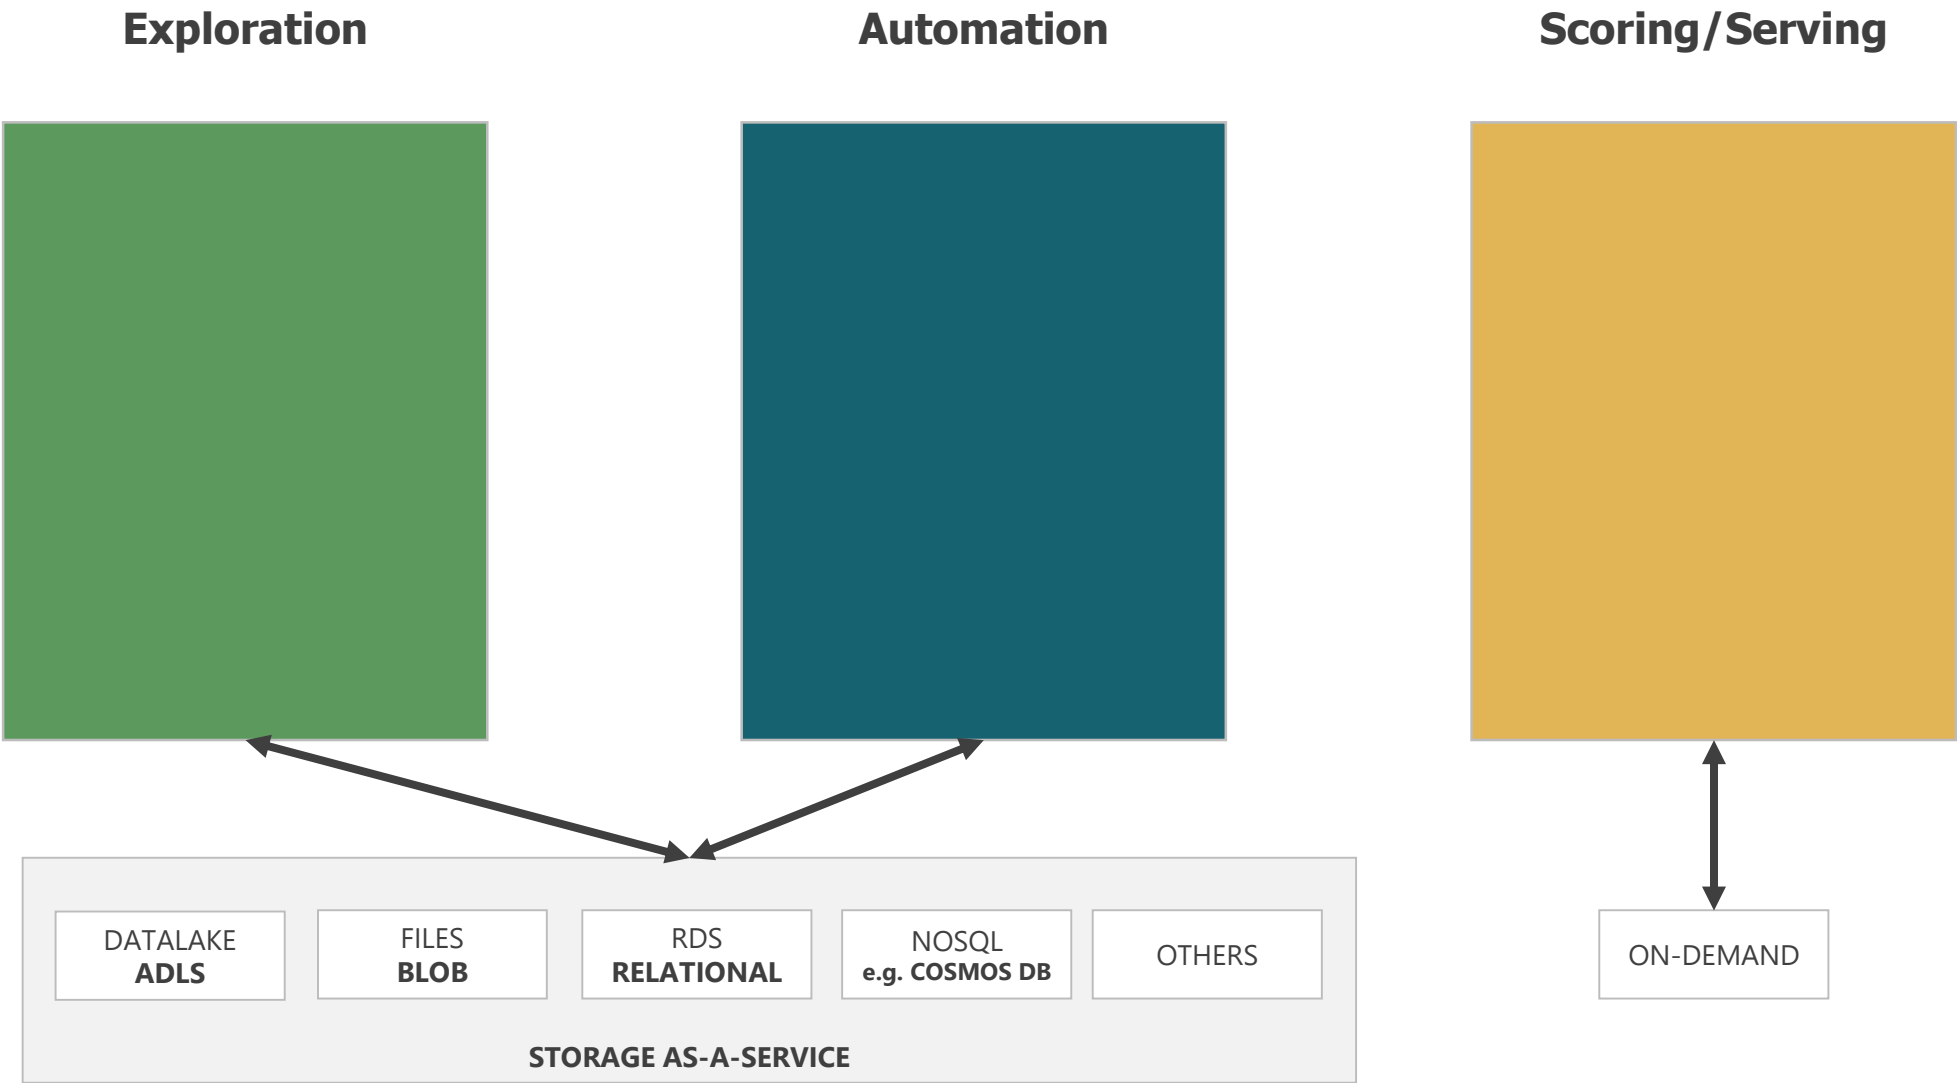 Exploration
Automation
Scoring/Serving
DATALAKE
ADLS
FILES
BLOB
RDS
RELATIONAL
NOSQL
e.g. COSMOS DB
OTHERS
ON-DEMAND
STORAGE AS-A-SERVICE